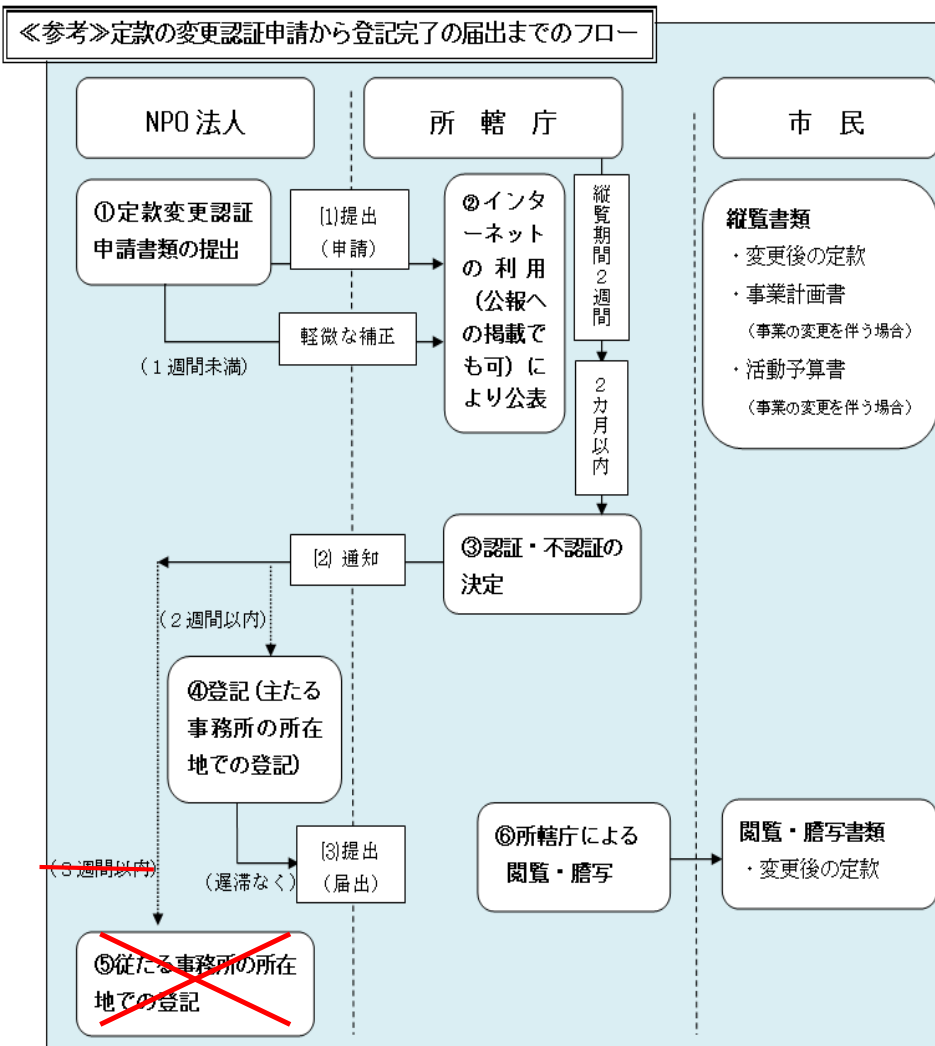 ≪参考≫定款の変更認証申請から登記完了の届出までのフロー
NPO法人
所轄庁
市民
①定款変更認証
申請書類の提出
(1)提出
(申請)
軽微な補正
(1週間未満)
②インタ
ーネット
の利用
(公報へ
の掲載で
も可)に
より公表
縦覧期間2週間
2カ月以内
縦覧書類
・変更後の定款
・事業計画書
(事業の変更を伴う場合)
・活動予算書
(事業の変更を伴う場合)
③認証・不認証の
決定
(2)通知
(2週間以内)
④登記(主たる
事務所の所在
地での登記)
(3)提出
(届出)
(遅滞なく)
(3週間以内)
⑤従たる事務所の所在
地での登記
⑥所轄庁による
閲覧・謄写
閲覧・謄写書類
・変更後の定款